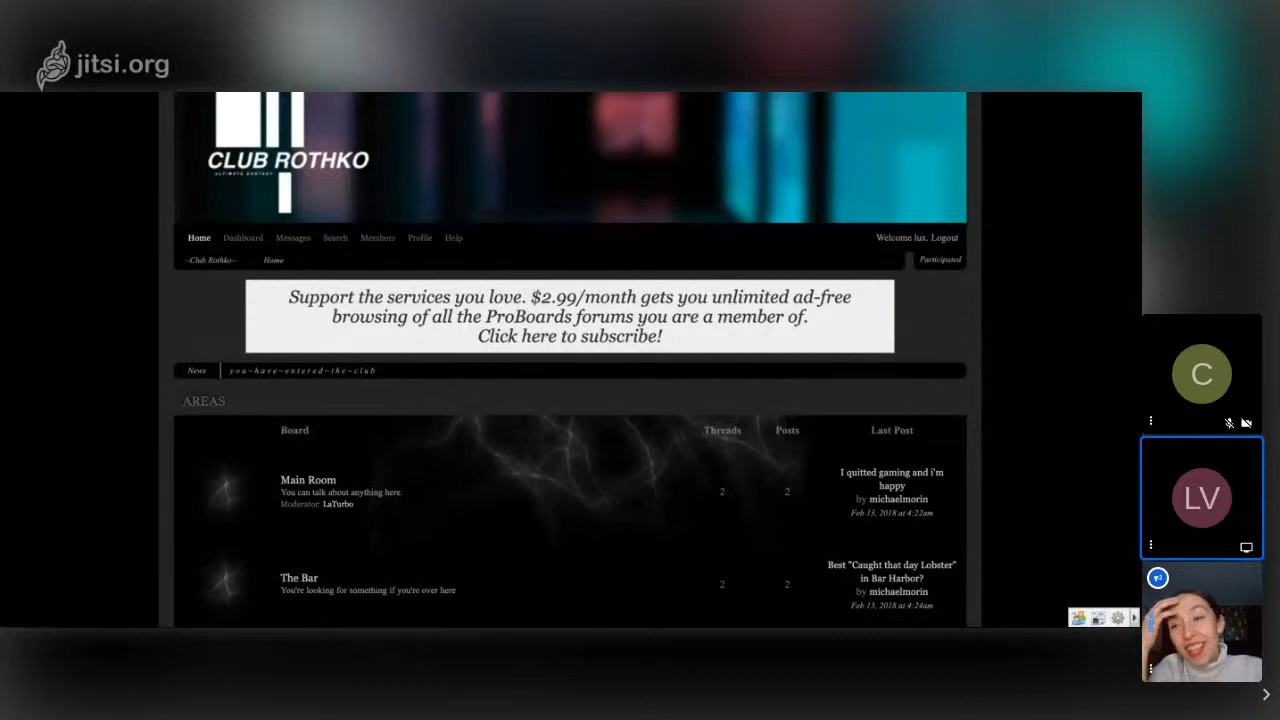 jitsi.org
CLUB ROTHKO
ULTIMATE ECSTASY
Home Dashboard Messages Search Members Profile Help
Welcome lux. Logout
~Club Rothko~ Home
Participated
Support the services you love. $2.99/month gets you unlimited ad-free
browsing of all the ProBoards forums you are a member of.
Click here to subscribe!
News y~o~u~h~a~v~e~e~n~t~e~r~e~d~t~h~e~c~l~u~b
AREAS
Board Threads Posts Last Post
Main Room
You can talk about anything here.
Moderator: LaTurbo
2 2
I quitted gaming and i'm
happy
by michaelmorin
Feb 13, 2018 at 4:22am
The Bar
You're looking for something if you're over here
2 2
Best "Caught that day Lobster"
in Bar Harbor?
by michaelmorin
Feb 13, 2018 at 4:24am
C
LV